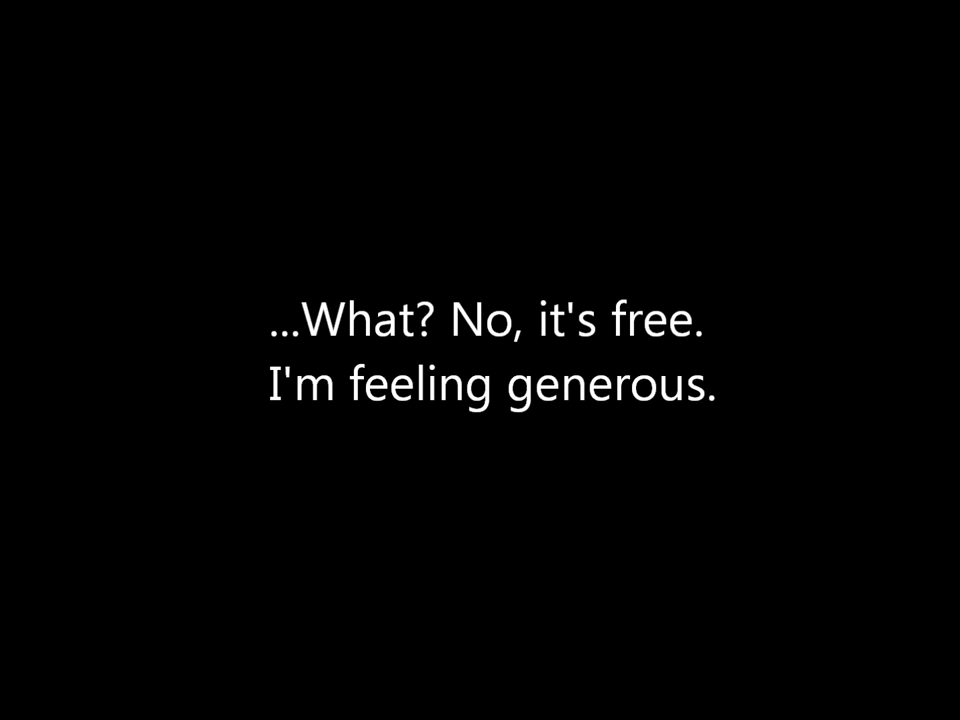 ...What? No, it's free.
I'm feeling generous.